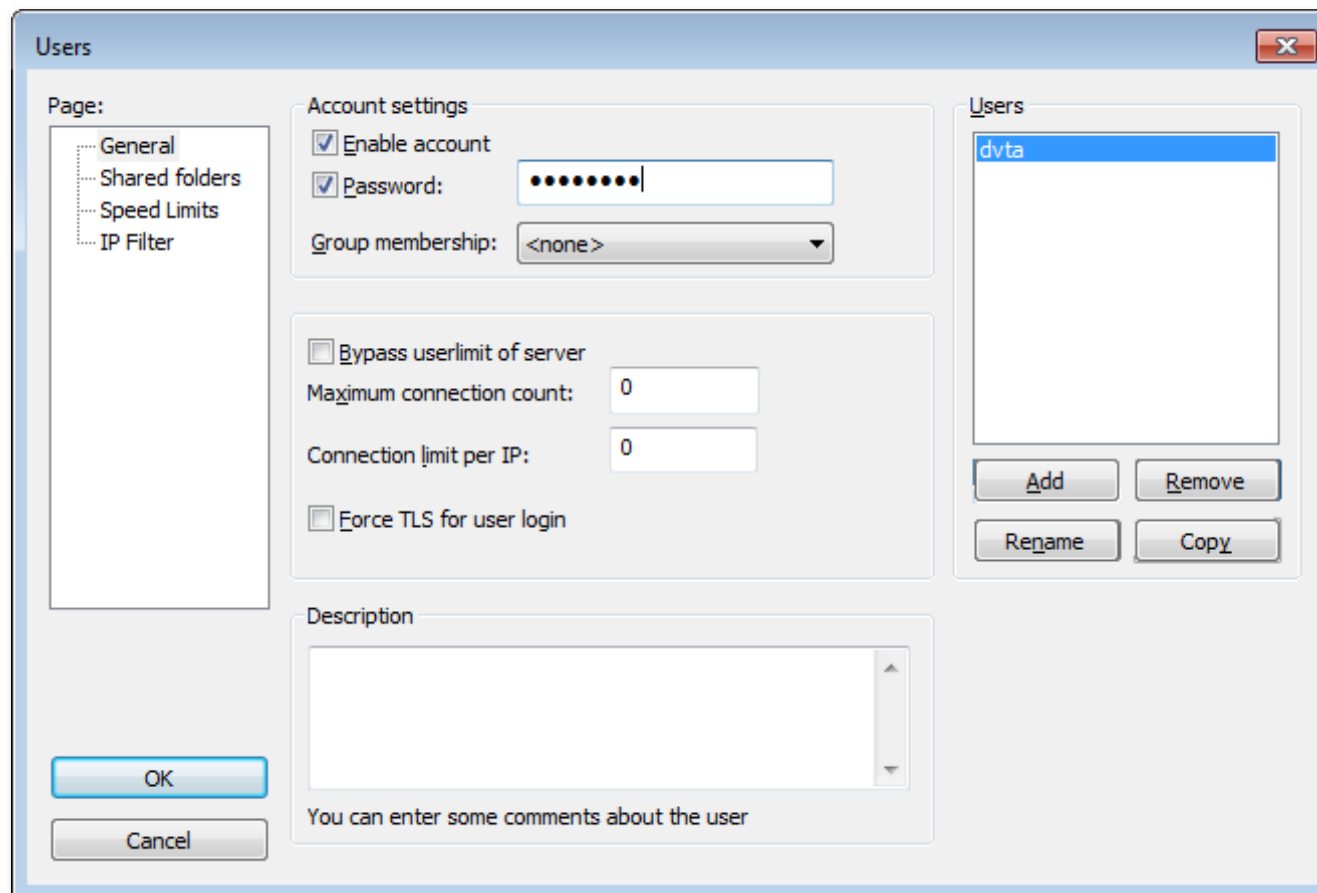 Users
Page:
General
Shared folders
Speed Limits
IP Filter
OK
Cancel
Account settings
Enable account
Password: ••••••••
Group membership: <none>
Bypass userlimit of server
Maximum connection count: 0
Connection limit per IP: 0
Force TLS for user login
Description
You can enter some comments about the user
Users
dvta
Add Remove
Rename Copy